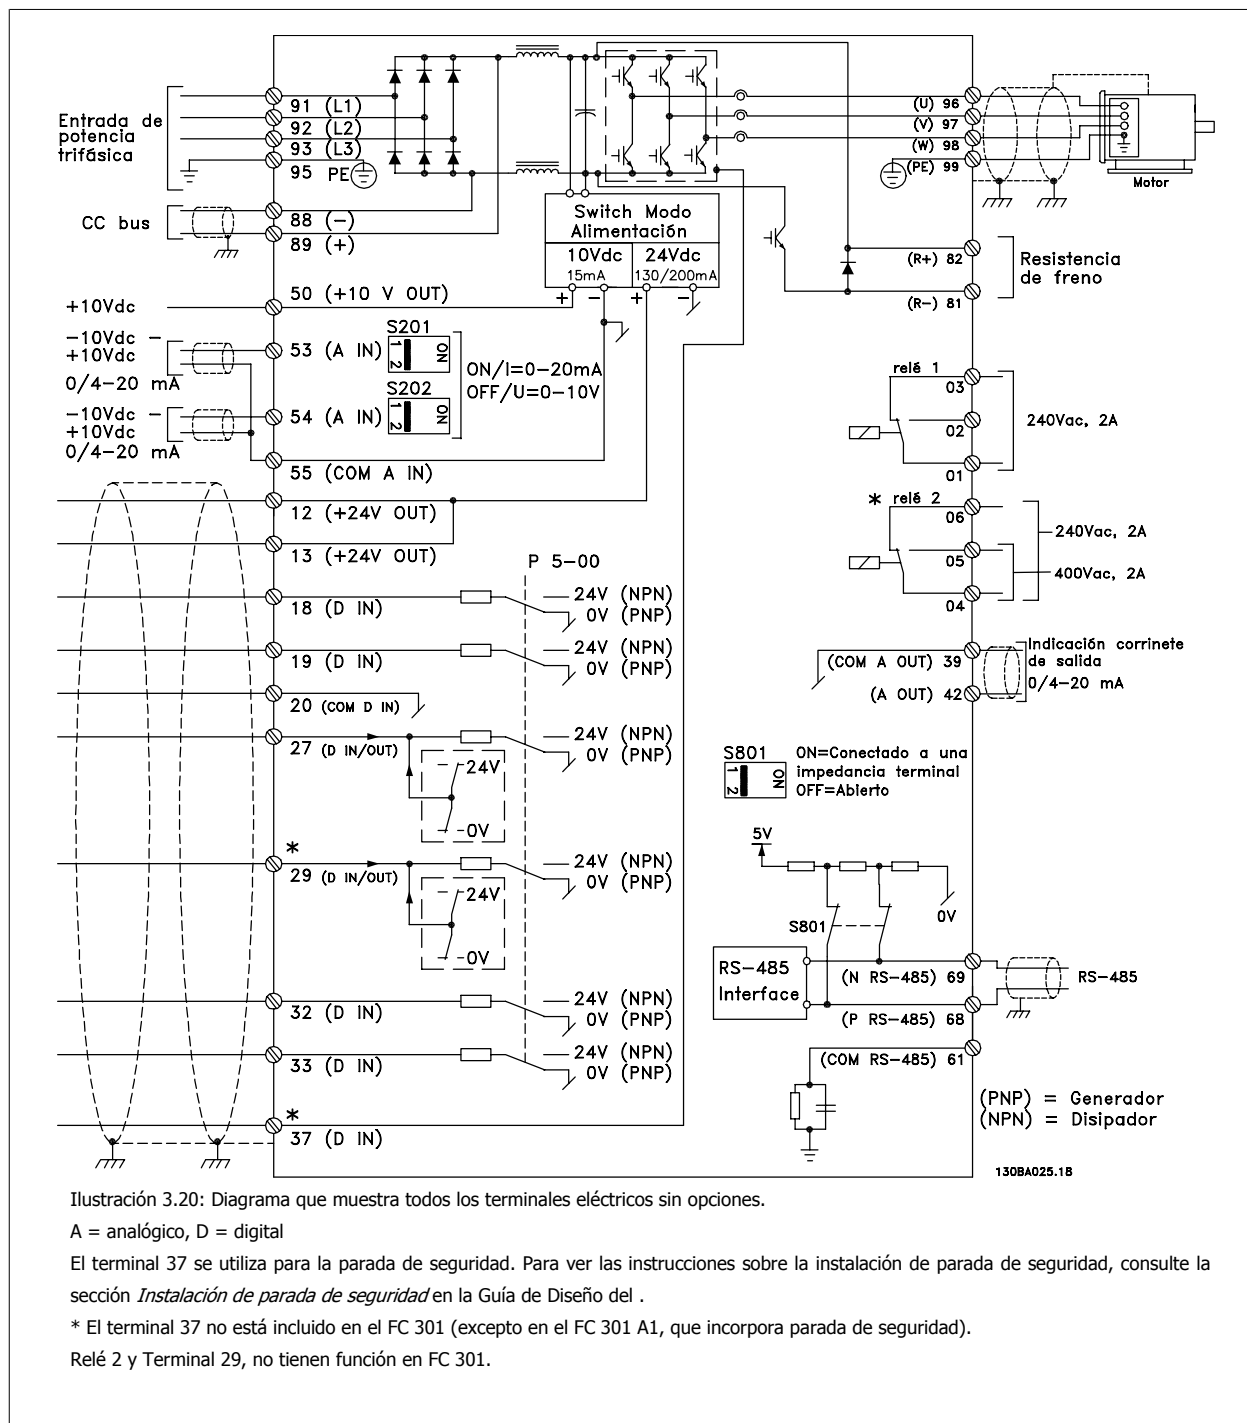 Entrada de
potencia
trifásica
91 (L1)
92 (L2)
93 (L3)
95 PE
CC bus
88 (−)
89 (+)
+10Vdc
50 (+10 V OUT)
−10Vdc −
+10Vdc
0/4−20 mA
53 (A IN)
S201
ON
1 2
−10Vdc −
+10Vdc
0/4−20 mA
54 (A IN)
S202
ON
1 2
ON/I=0−20mA
OFF/U=0−10V
55 (COM A IN)
12 (+24V OUT)
13 (+24V OUT)
P 5-00
18 (D IN)
24V (NPN)
0V (PNP)
19 (D IN)
24V (NPN)
0V (PNP)
20 (COM D IN)
27 (D IN/OUT)
24V (NPN)
0V (PNP)
24V
0V
*
29 (D IN/OUT)
24V (NPN)
0V (PNP)
24V
0V
32 (D IN)
24V (NPN)
0V (PNP)
33 (D IN)
24V (NPN)
0V (PNP)
*
37 (D IN)
Switch Modo
Alimentación
10Vdc
15mA
24Vdc
130/200mA
+ − + −
(U) 96
(V) 97
(W) 98
(PE) 99
Motor
(R+) 82
(R−) 81
Resistencia
de freno
relé 1
03
02
01
240Vac, 2A
* relé 2
06
05
04
240Vac, 2A
400Vac, 2A
(COM A OUT) 39
(A OUT) 42
Indicación corrinete
de salida
0/4−20 mA
S801
ON
1 2
ON=Conectado a una
impedancia terminal
OFF=Abierto
5V
S801
0V
RS−485
Interface
(N RS−485) 69
(P RS−485) 68
(COM RS−485) 61
RS−485
(PNP) = Generador
(NPN) = Disipador
130BA025.18
Ilustración 3.20: Diagrama que muestra todos los terminales eléctricos sin opciones.
A = analógico, D = digital
El terminal 37 se utiliza para la parada de seguridad. Para ver las instrucciones sobre la instalación de parada de seguridad, consulte la
sección Instalación de parada de seguridad en la Guía de Diseño del .
* El terminal 37 no está incluido en el FC 301 (excepto en el FC 301 A1, que incorpora parada de seguridad).
Relé 2 y Terminal 29, no tienen función en FC 301.